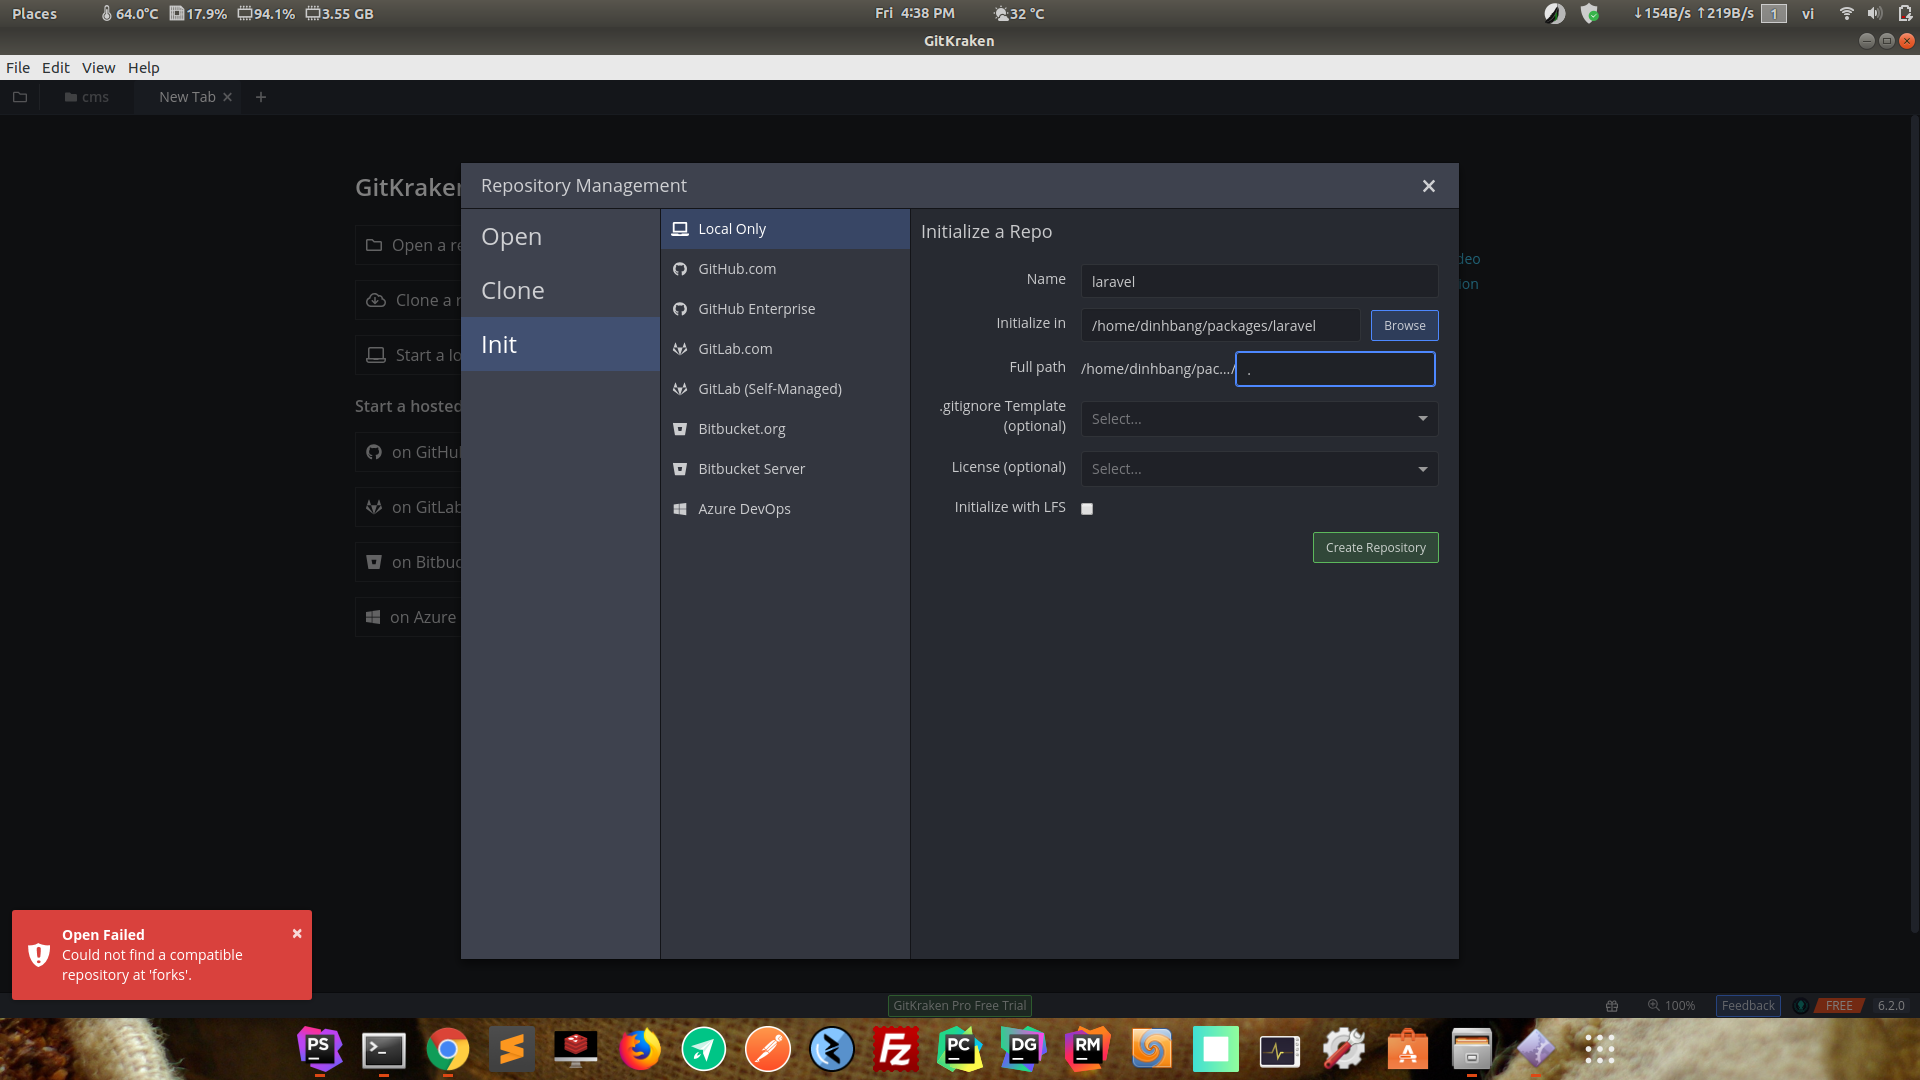 Places 64.0°C 17.9% 94.1% 3.55 GB Fri 4:38 PM 32 °C ↓154B/s ↑219B/s 1 vi
GitKraken
File Edit View Help
cms New Tab × +
GitKraken
Open a re
Clone a r
Start a lo
Start a hosted
on GitHu
on GitLab
on Bitbuc
on Azure
Repository Management ×
Open
Clone
Init
Local Only
GitHub.com
GitHub Enterprise
GitLab.com
GitLab (Self-Managed)
Bitbucket.org
Bitbucket Server
Azure DevOps
Initialize a Repo
Name laravel
Initialize in /home/dinhbang/packages/laravel Browse
Full path /home/dinhbang/pac.../ .
.gitignore Template
(optional) Select...
License (optional) Select...
Initialize with LFS
Create Repository
deo
ion
Open Failed ×
Could not find a compatible
repository at 'forks'.
GitKraken Pro Free Trial 100% Feedback FREE 6.2.0
PS >_ S Fz PC DG RM A